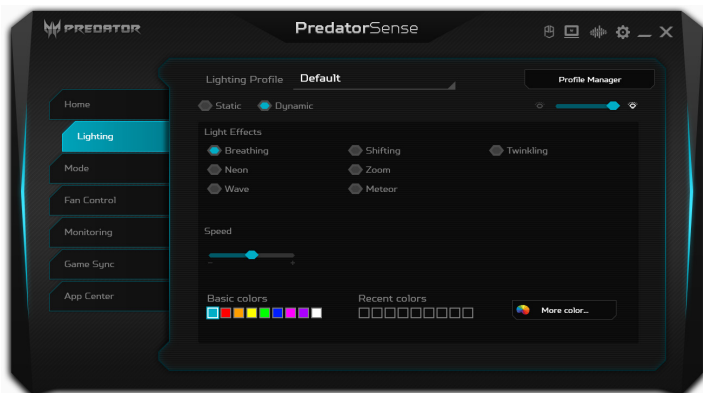 PREDATOR
PredatorSense
Lighting Profile Default
Profile Manager
Home
Lighting
Mode
Fan Control
Monitoring
Game Sync
App Center
Static Dynamic
Light Effects
Breathing Shifting Twinkling
Neon Zoom
Wave Meteor
Speed
- +
Basic colors Recent colors
More color...